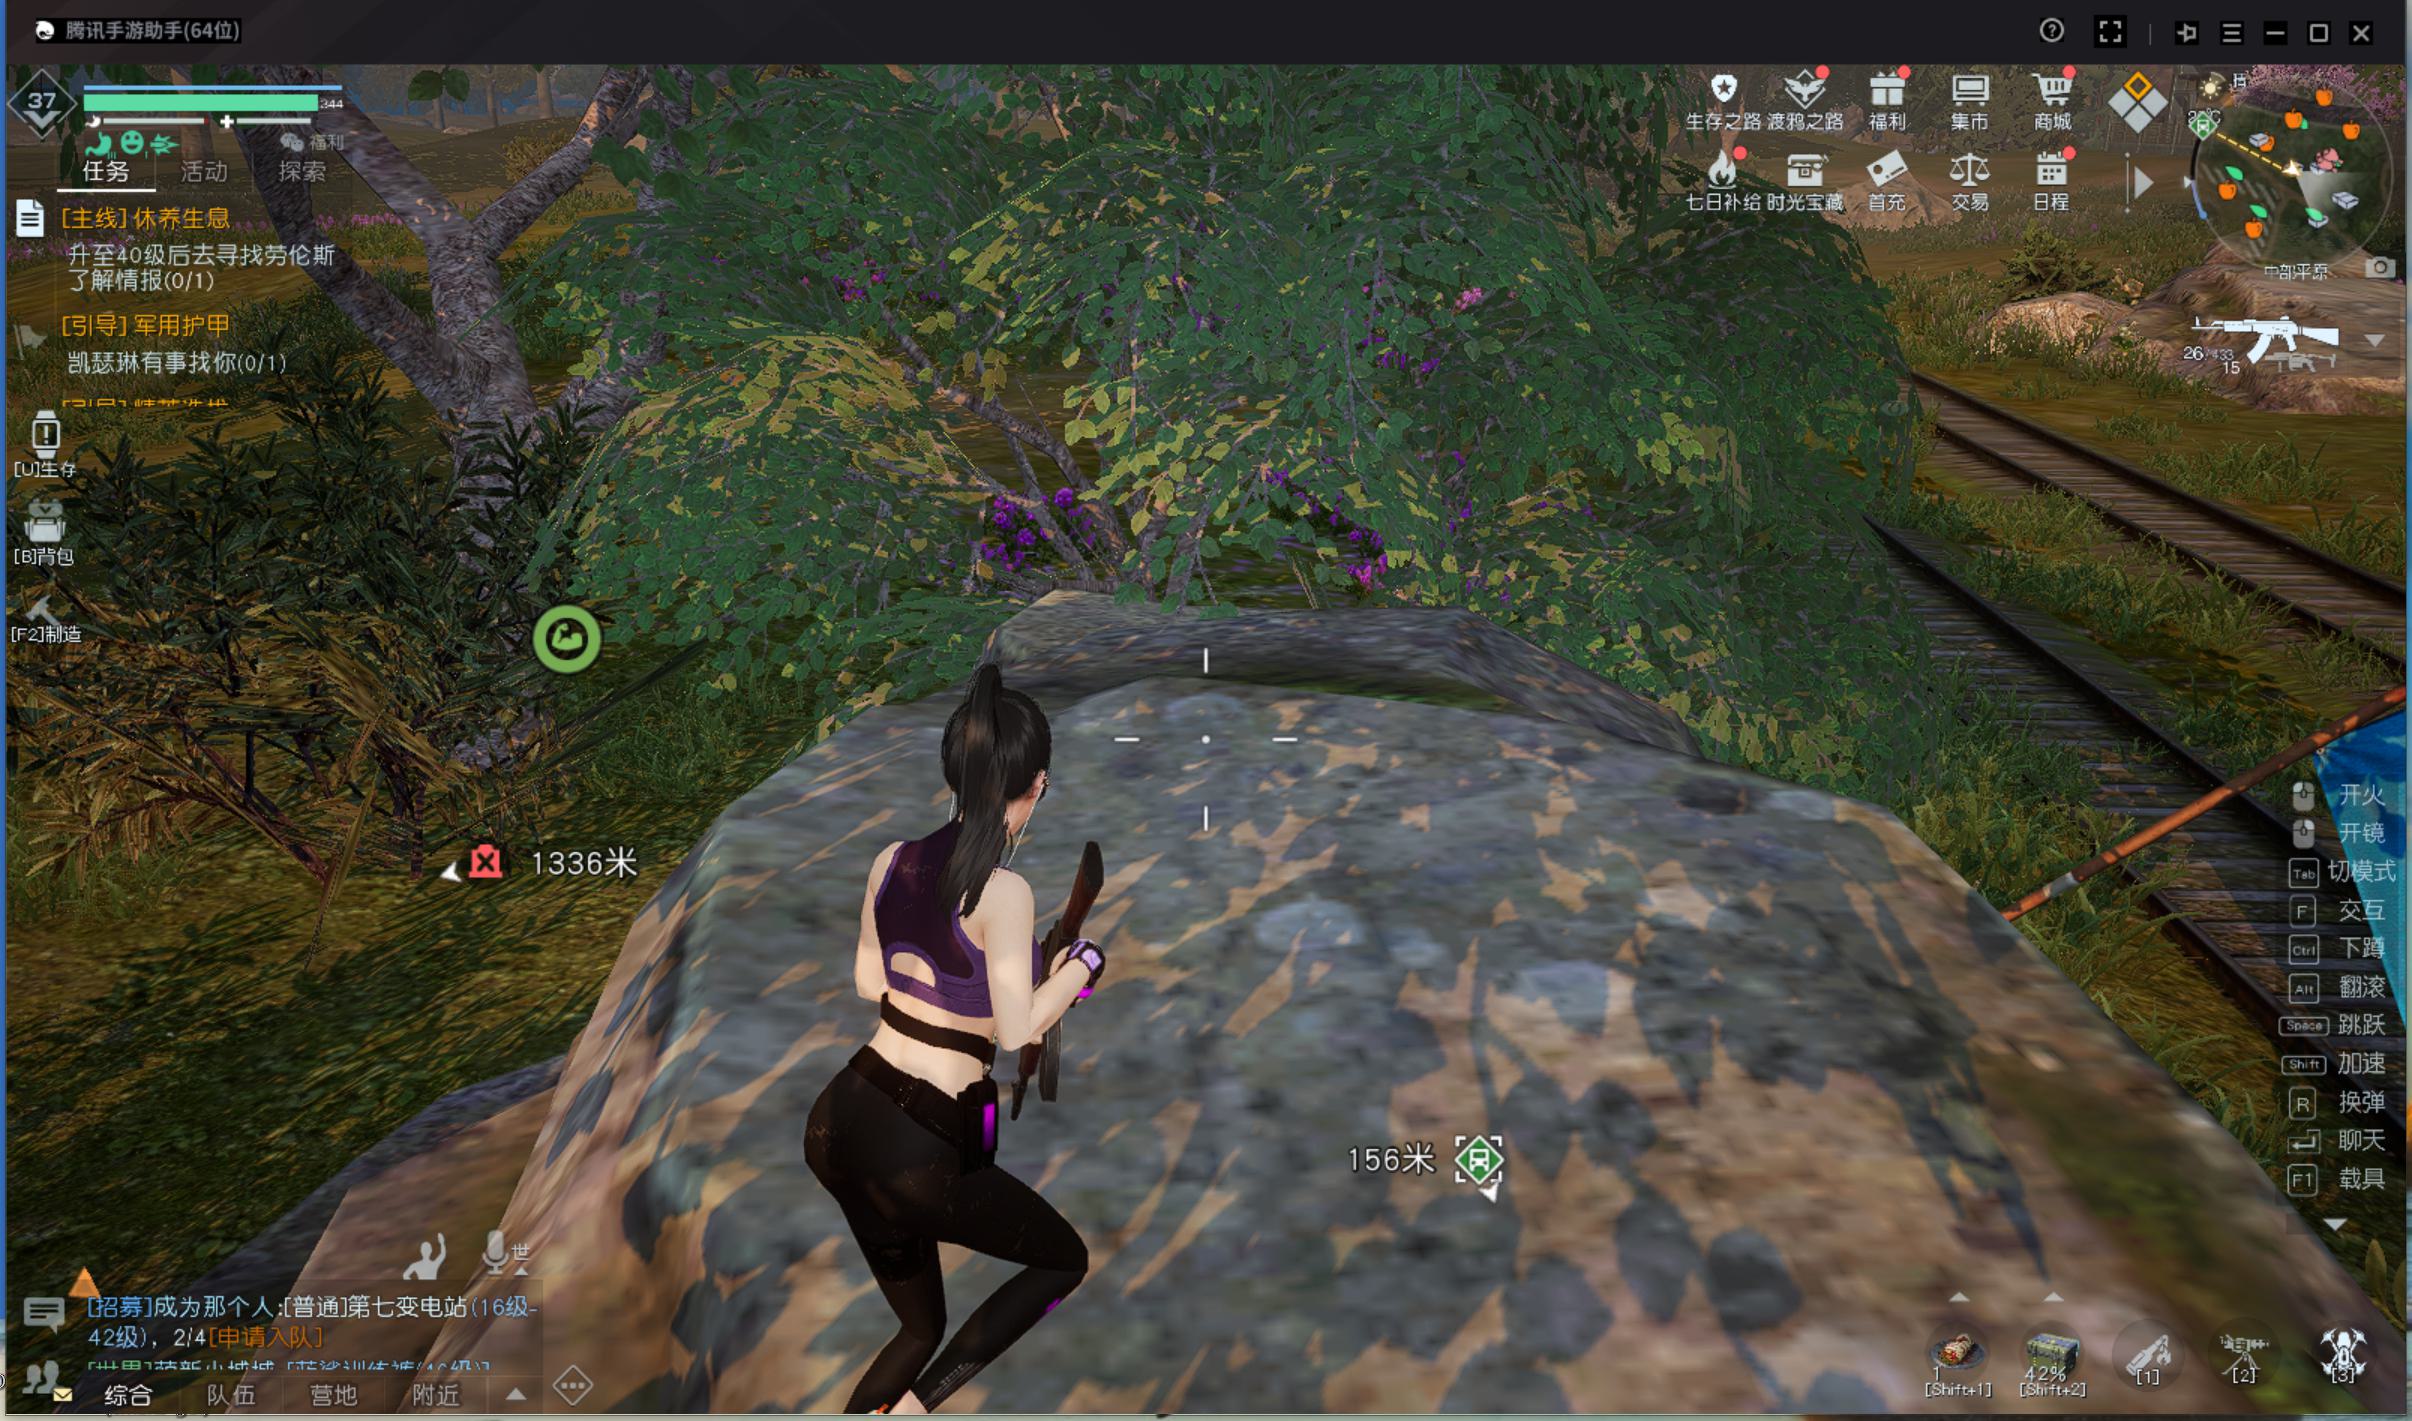 腾讯手游助手(64位)
37
344
福利
任务 活动 探索
[主线] 休养生息
升至40级后去寻找劳伦斯
了解情报(0/1)
[引导] 军用护甲
凯瑟琳有事找你(0/1)
[U]生存
[B]背包
[F2]制造
生存之路 渡鸦之路 福利 集市 商城
七日补给 时光宝藏 首充 交易 日程
中部平原
26/433
15
1336米
156米
开火
开镜
Tab 切模式
F 交互
Ctrl 下蹲
Alt 翻滚
Space 跳跃
Shift 加速
R 换弹
聊天
F1 载具
世
[招募]成为那个人:[普通]第七变电站(16级-
42级)，2/4[申请入队]
综合 队伍 营地 附近
1
[Shift+1]
42%
[Shift+2]
[1]
[2]
[3]